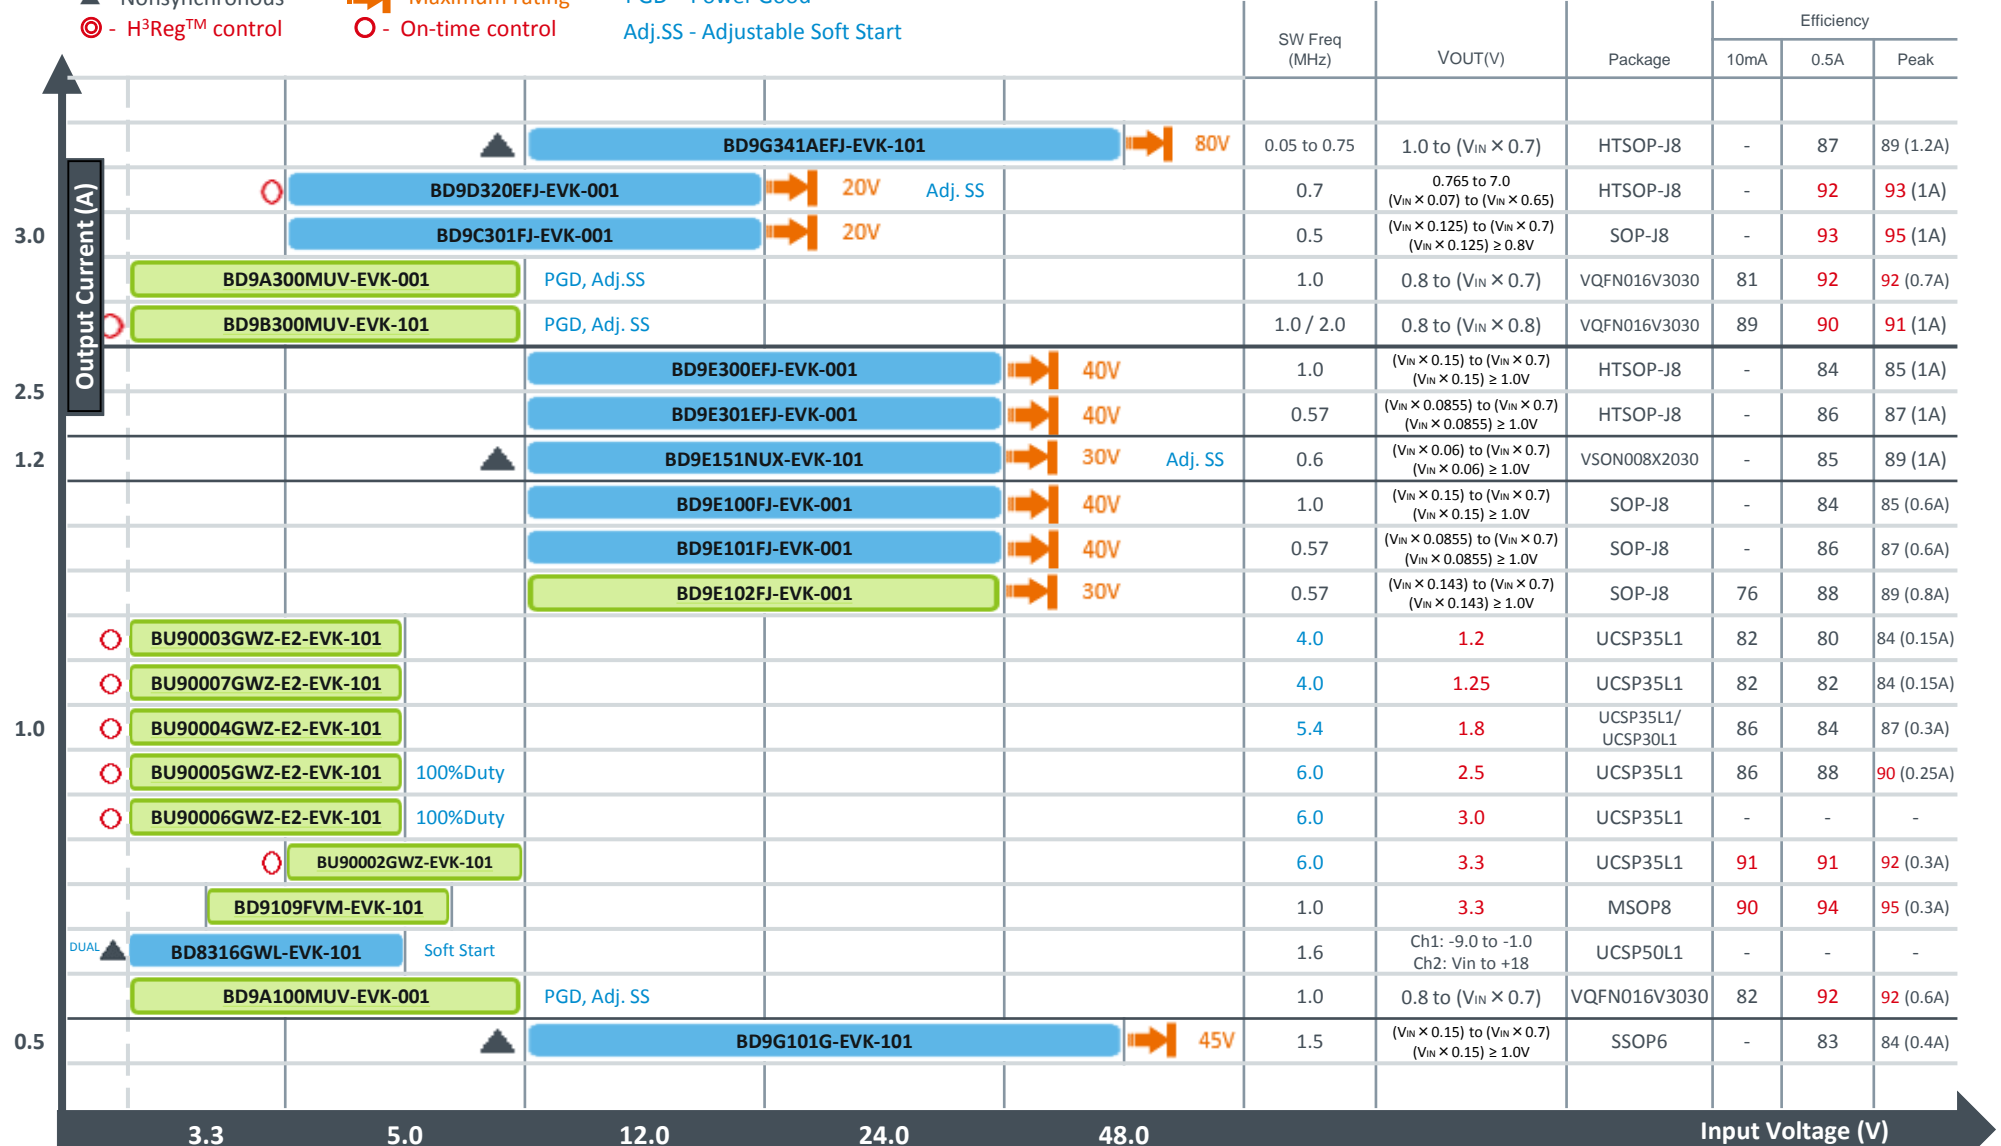 Nonsynchronous
Maximum rating
PGD - Power Good
◎ - H³Reg™ control
O - On-time control
Adj.SS - Adjustable Soft Start
SW Freq
(MHz)
VOUT(V)
Package
Efficiency
10mA
0.5A
Peak
Output Current (A)
BD9G341AEFJ-EVK-101 80V 0.05 to 0.75 1.0 to (VIN × 0.7) HTSOP-J8 - 87 89 (1.2A)
BD9D320EFJ-EVK-001 20V Adj. SS 0.7 0.765 to 7.0
(VIN × 0.07) to (VIN × 0.65) HTSOP-J8 - 92 93 (1A)
3.0
BD9C301FJ-EVK-001 20V 0.5 (VIN × 0.125) to (VIN × 0.7)
(VIN × 0.125) ≥ 0.8V SOP-J8 - 93 95 (1A)
BD9A300MUV-EVK-001 PGD, Adj.SS 1.0 0.8 to (VIN × 0.7) VQFN016V3030 81 92 92 (0.7A)
BD9B300MUV-EVK-101 PGD, Adj. SS 1.0 / 2.0 0.8 to (VIN × 0.8) VQFN016V3030 89 90 91 (1A)
BD9E300EFJ-EVK-001 40V 1.0 (VIN × 0.15) to (VIN × 0.7)
(VIN × 0.15) ≥ 1.0V HTSOP-J8 - 84 85 (1A)
2.5
BD9E301EFJ-EVK-001 40V 0.57 (VIN × 0.0855) to (VIN × 0.7)
(VIN × 0.0855) ≥ 1.0V HTSOP-J8 - 86 87 (1A)
1.2
BD9E151NUX-EVK-101 30V Adj. SS 0.6 (VIN × 0.06) to (VIN × 0.7)
(VIN × 0.06) ≥ 1.0V VSON008X2030 - 85 89 (1A)
BD9E100FJ-EVK-001 40V 1.0 (VIN × 0.15) to (VIN × 0.7)
(VIN × 0.15) ≥ 1.0V SOP-J8 - 84 85 (0.6A)
BD9E101FJ-EVK-001 40V 0.57 (VIN × 0.0855) to (VIN × 0.7)
(VIN × 0.0855) ≥ 1.0V SOP-J8 - 86 87 (0.6A)
BD9E102FJ-EVK-001 30V 0.57 (VIN × 0.143) to (VIN × 0.7)
(VIN × 0.143) ≥ 1.0V SOP-J8 76 88 89 (0.8A)
BU90003GWZ-E2-EVK-101 4.0 1.2 UCSP35L1 82 80 84 (0.15A)
BU90007GWZ-E2-EVK-101 4.0 1.25 UCSP35L1 82 82 84 (0.15A)
1.0
BU90004GWZ-E2-EVK-101 5.4 1.8 UCSP35L1/
UCSP30L1 86 84 87 (0.3A)
BU90005GWZ-E2-EVK-101 100%Duty 6.0 2.5 UCSP35L1 86 88 90 (0.25A)
BU90006GWZ-E2-EVK-101 100%Duty 6.0 3.0 UCSP35L1 - - -
BU90002GWZ-EVK-101 6.0 3.3 UCSP35L1 91 91 92 (0.3A)
BD9109FVM-EVK-101 1.0 3.3 MSOP8 90 94 95 (0.3A)
DUAL BD8316GWL-EVK-101 Soft Start 1.6 Ch1: -9.0 to -1.0
Ch2: Vin to +18 UCSP50L1 - - -
BD9A100MUV-EVK-001 PGD, Adj. SS 1.0 0.8 to (VIN × 0.7) VQFN016V3030 82 92 92 (0.6A)
0.5
BD9G101G-EVK-101 45V 1.5 (VIN × 0.15) to (VIN × 0.7)
(VIN × 0.15) ≥ 1.0V SSOP6 - 83 84 (0.4A)
3.3 5.0 12.0 24.0 48.0 Input Voltage (V)